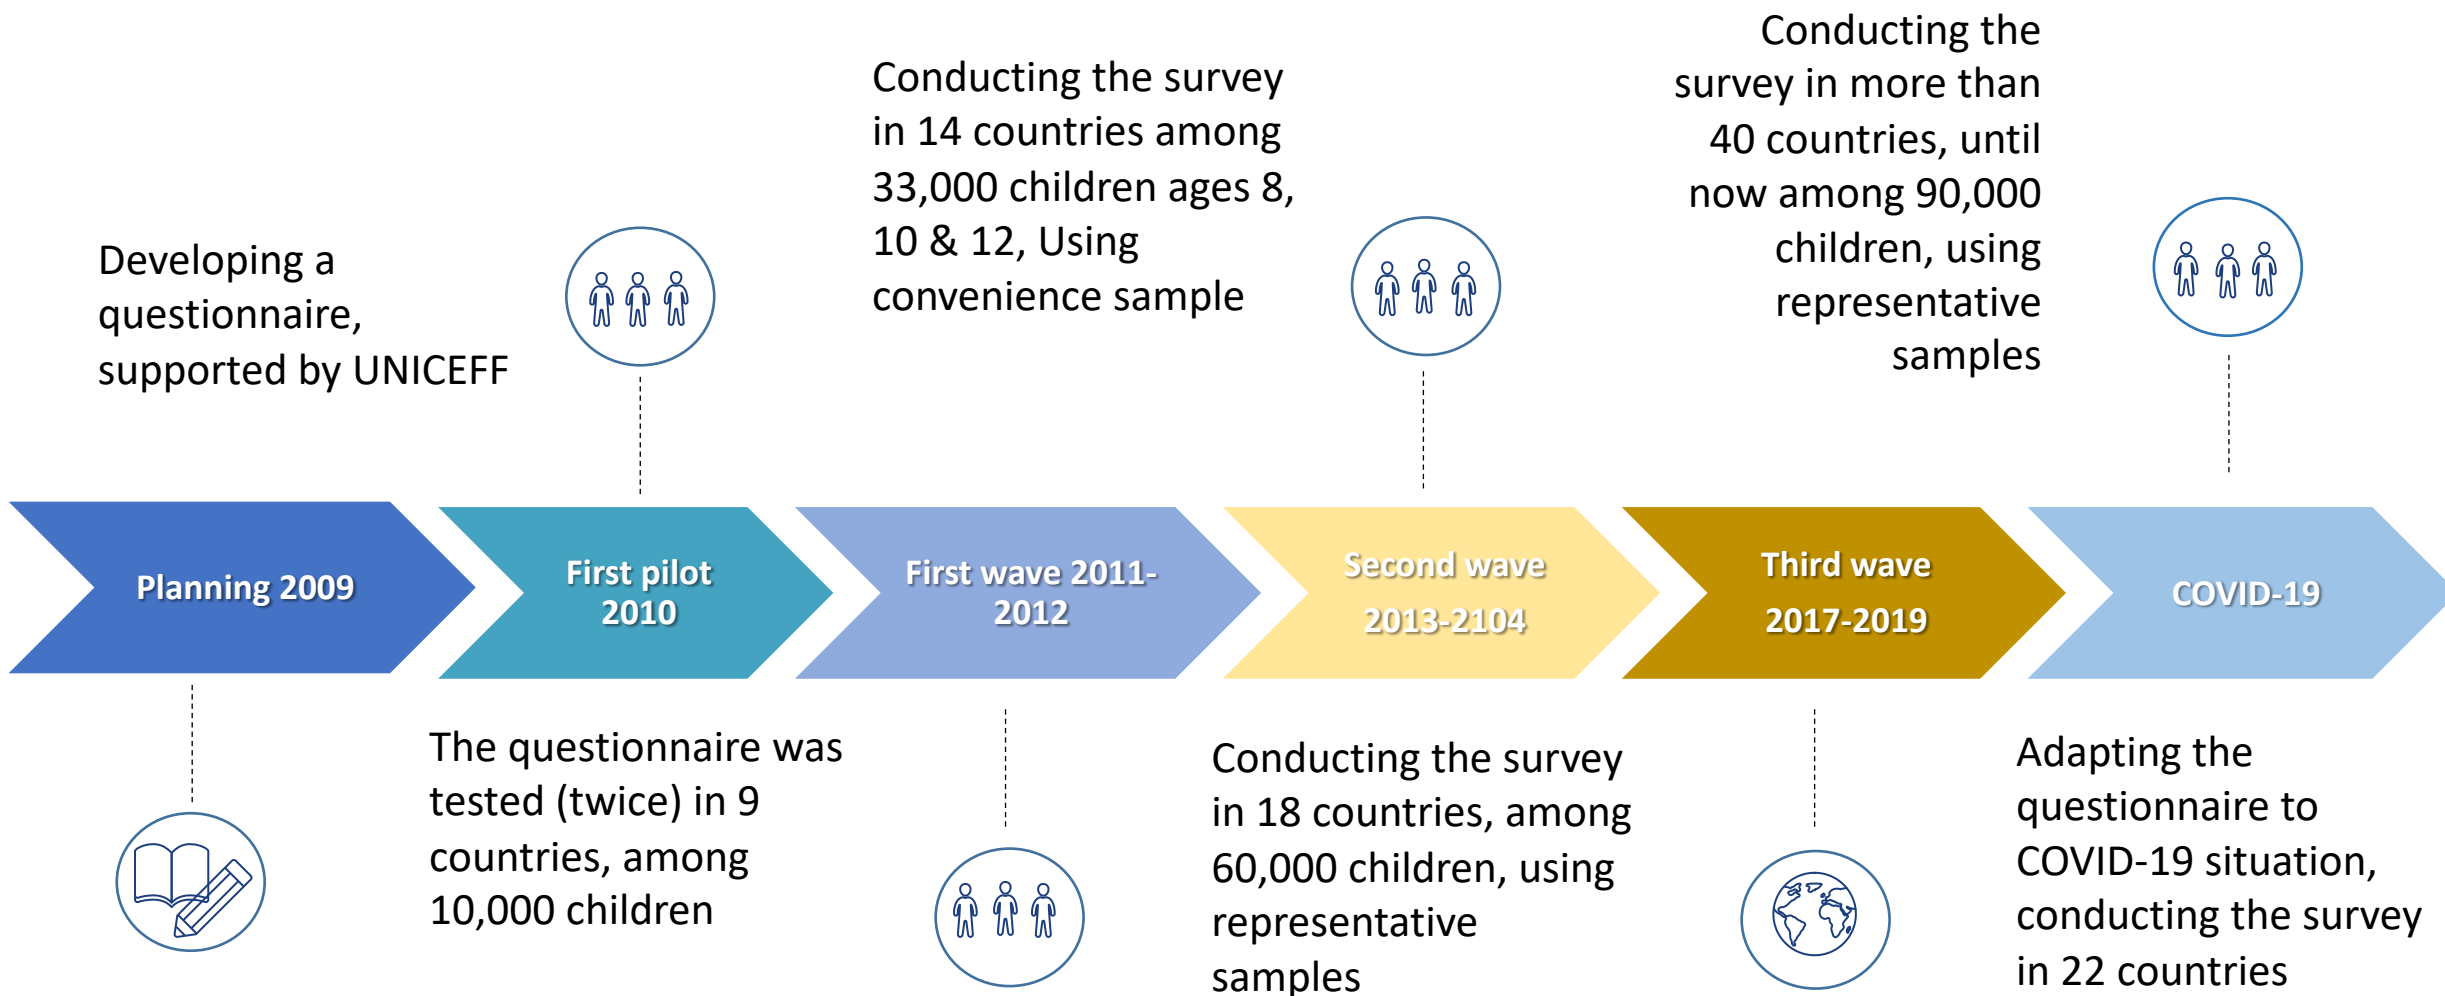 Developing a
questionnaire,
supported by UNICEFF
Conducting the survey
in 14 countries among
33,000 children ages 8,
10 & 12, Using
convenience sample
Conducting the
survey in more than
40 countries, until
now among 90,000
children, using
representative
samples
Planning 2009
First pilot
2010
First wave 2011-
2012
Second wave
2013-2104
Third wave
2017-2019
COVID-19
The questionnaire was
tested (twice) in 9
countries, among
10,000 children
Conducting the survey
in 18 countries, among
60,000 children, using
representative
samples
Adapting the
questionnaire to
COVID-19 situation,
conducting the survey
in 22 countries